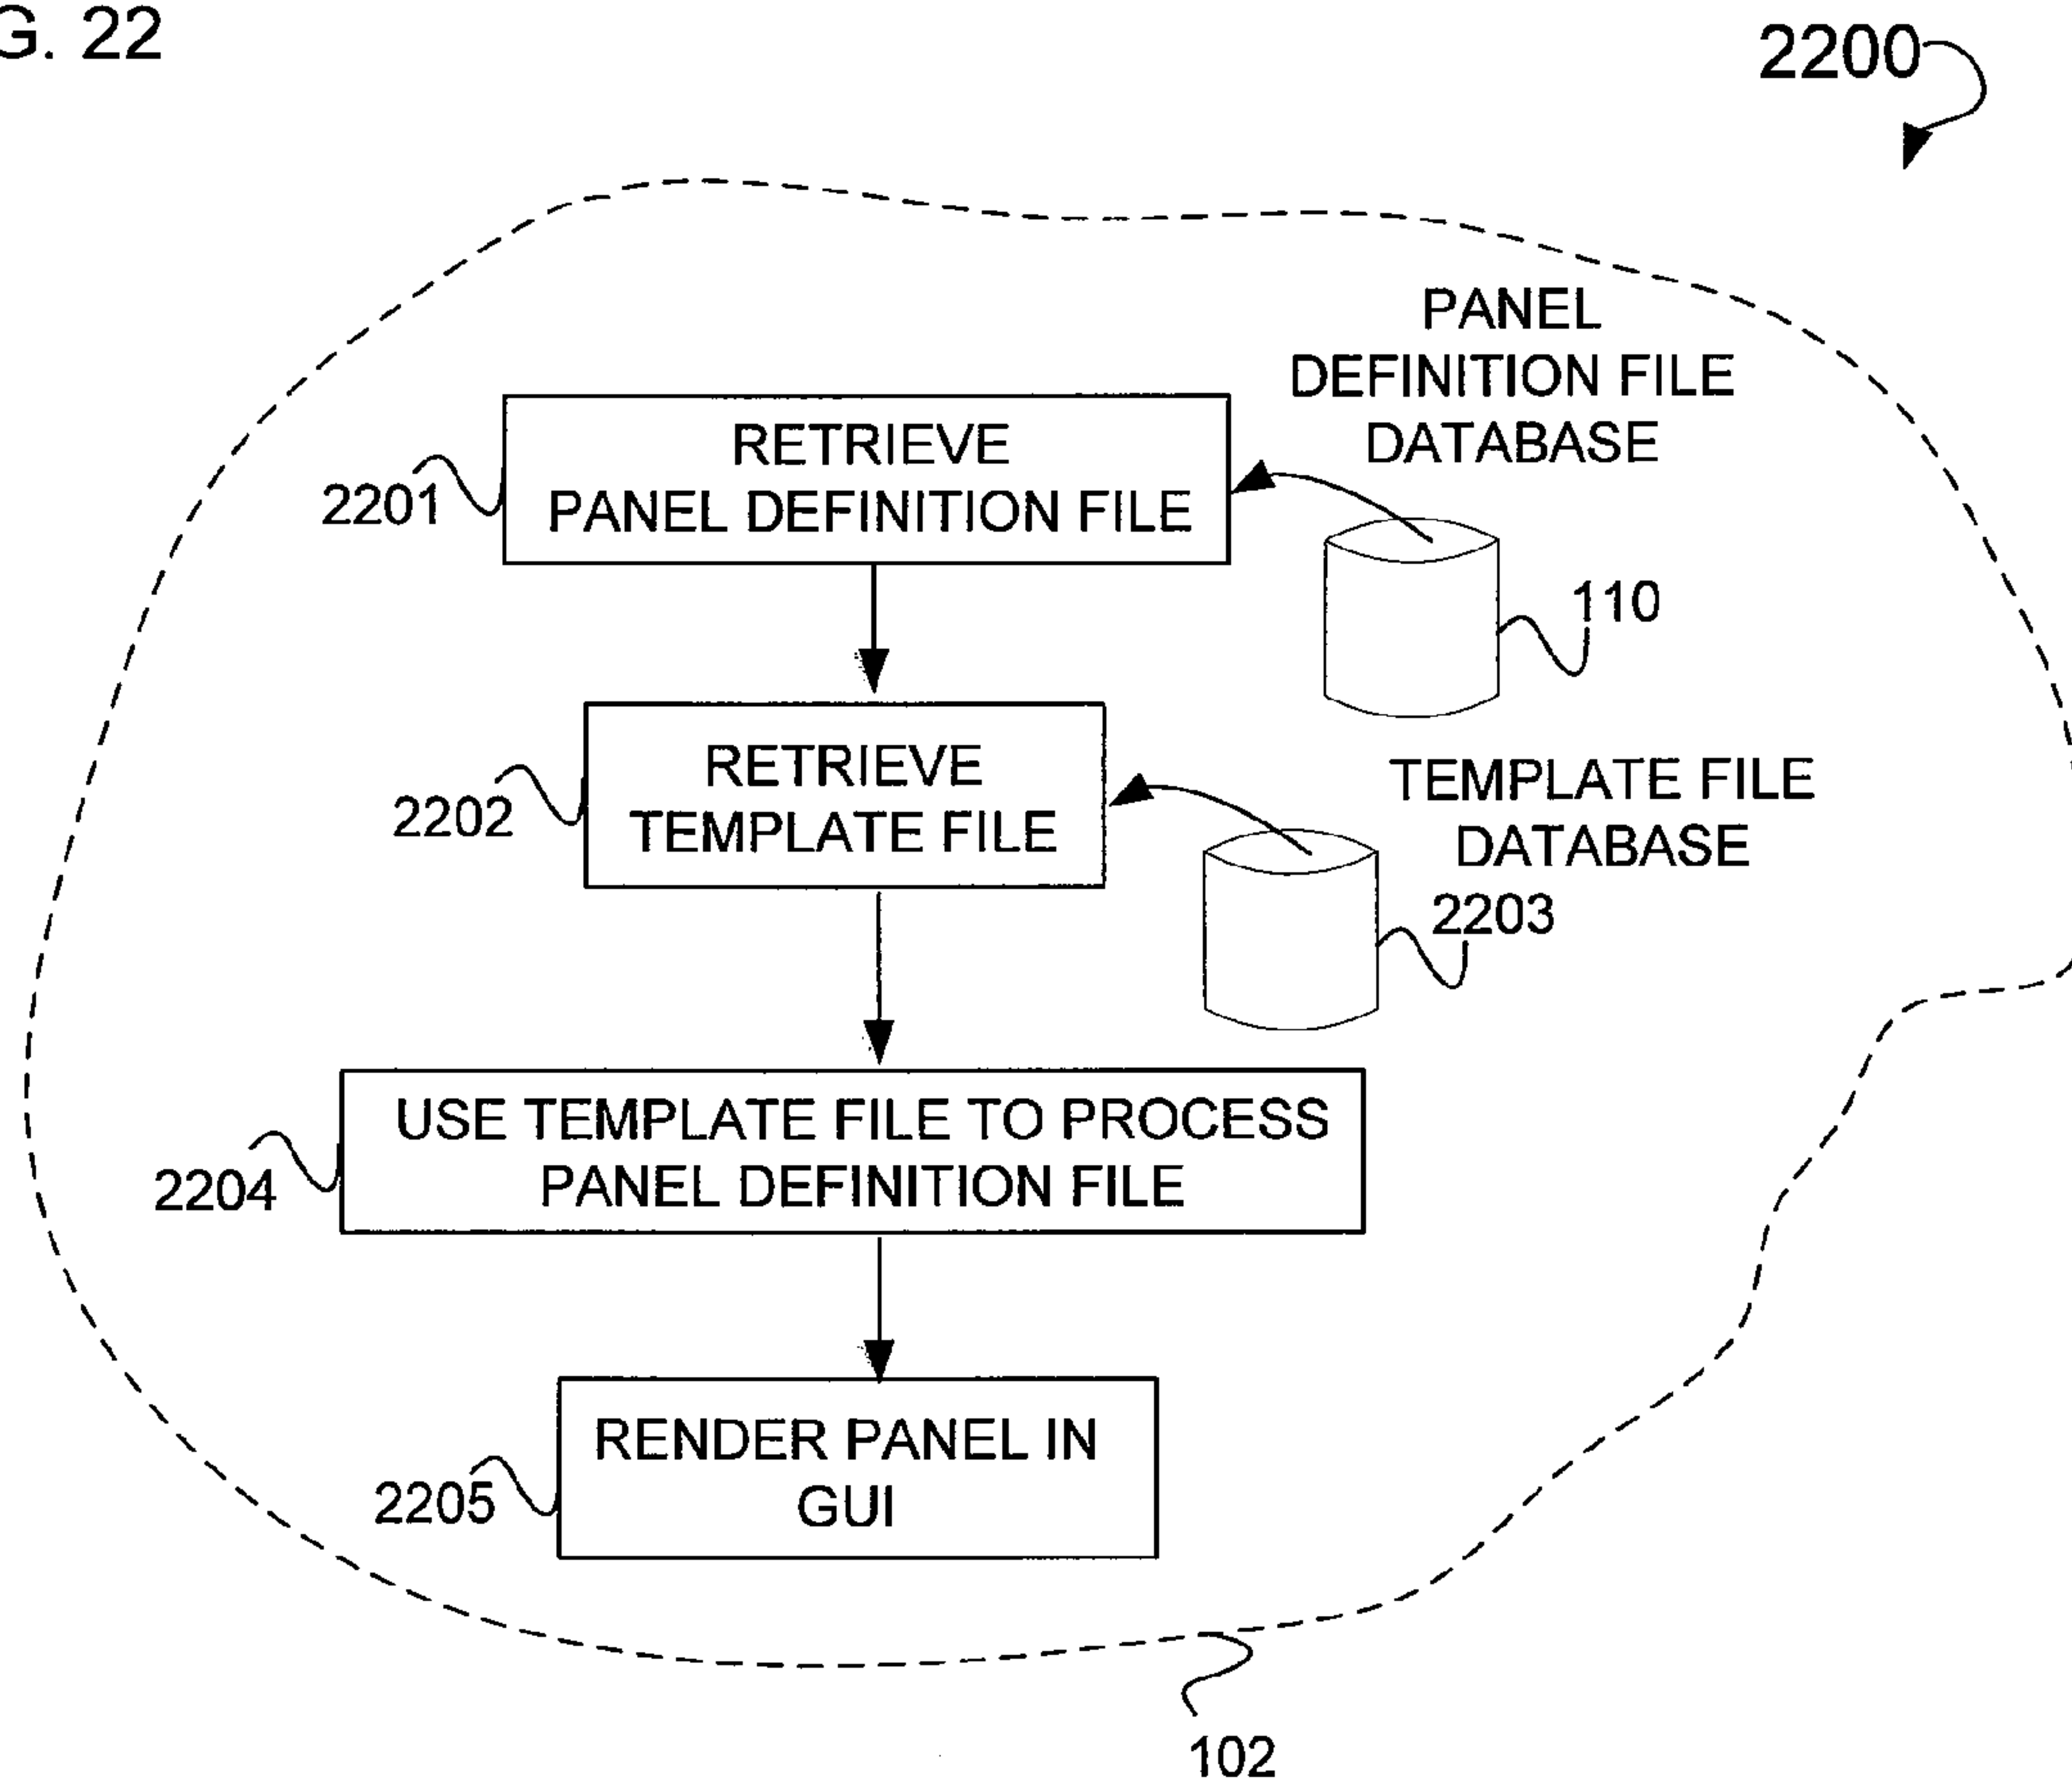 G. 22
2200
PANEL
DEFINITION FILE
DATABASE
RETRIEVE
PANEL DEFINITION FILE
2201
110
RETRIEVE
TEMPLATE FILE
2202
TEMPLATE FILE
DATABASE
2203
USE TEMPLATE FILE TO PROCESS
PANEL DEFINITION FILE
2204
RENDER PANEL IN
GUI
2205
102